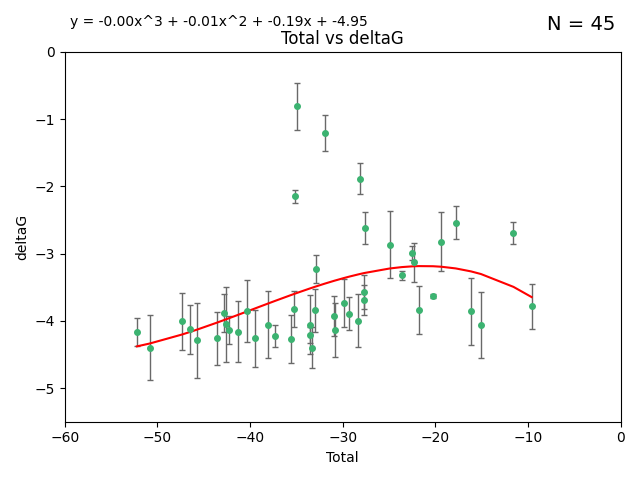 y = -0.00x^3 + -0.01x^2 + -0.19x + -4.95
N = 45
Total vs deltaG
0
−1
−2
−3
−4
−5
deltaG
−60 −50 −40 −30 −20 −10 0
Total